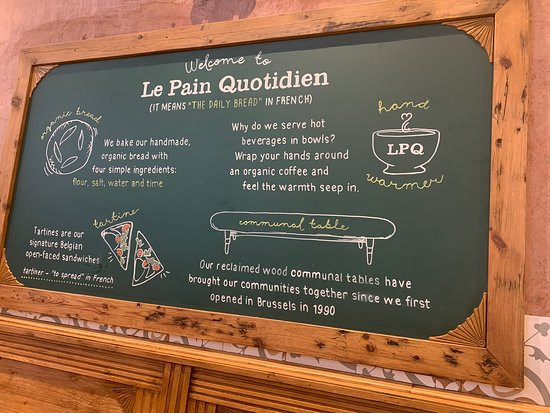 Welcome to
Le Pain Quotidien
(IT MEANS "THE DAILY BREAD" IN FRENCH)
organic bread
We bake our handmade,
organic bread with
four simple ingredients:
flour, salt, water and time
Why do we serve hot
beverages in bowls?
Wrap your hands around
an organic coffee and
feel the warmth seep in.
hand
LPQ
warmer
tartine
Tartines are our
signature Belgian
open-faced sandwiches
tartiner - "to spread" in French
communal table
Our reclaimed wood communal tables have
brought our communities together since we first
opened in Brussels in 1990